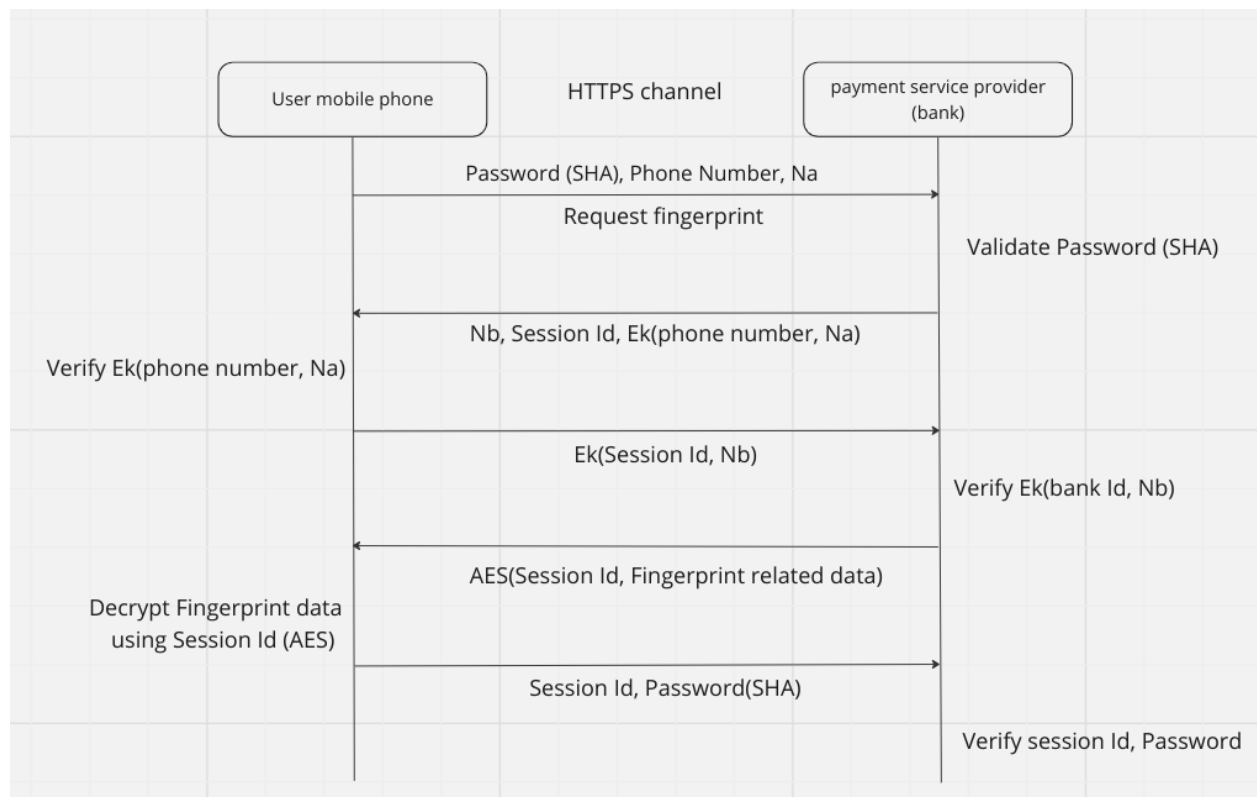 User mobile phone
HTTPS channel
payment service provider
(bank)
Password (SHA), Phone Number, Na
Request fingerprint
Validate Password (SHA)
Nb, Session Id, Ek(phone number, Na)
Verify Ek(phone number, Na)
Ek(Session Id, Nb)
Verify Ek(bank Id, Nb)
AES(Session Id, Fingerprint related data)
Decrypt Fingerprint data
using Session Id (AES)
Session Id, Password(SHA)
Verify session Id, Password